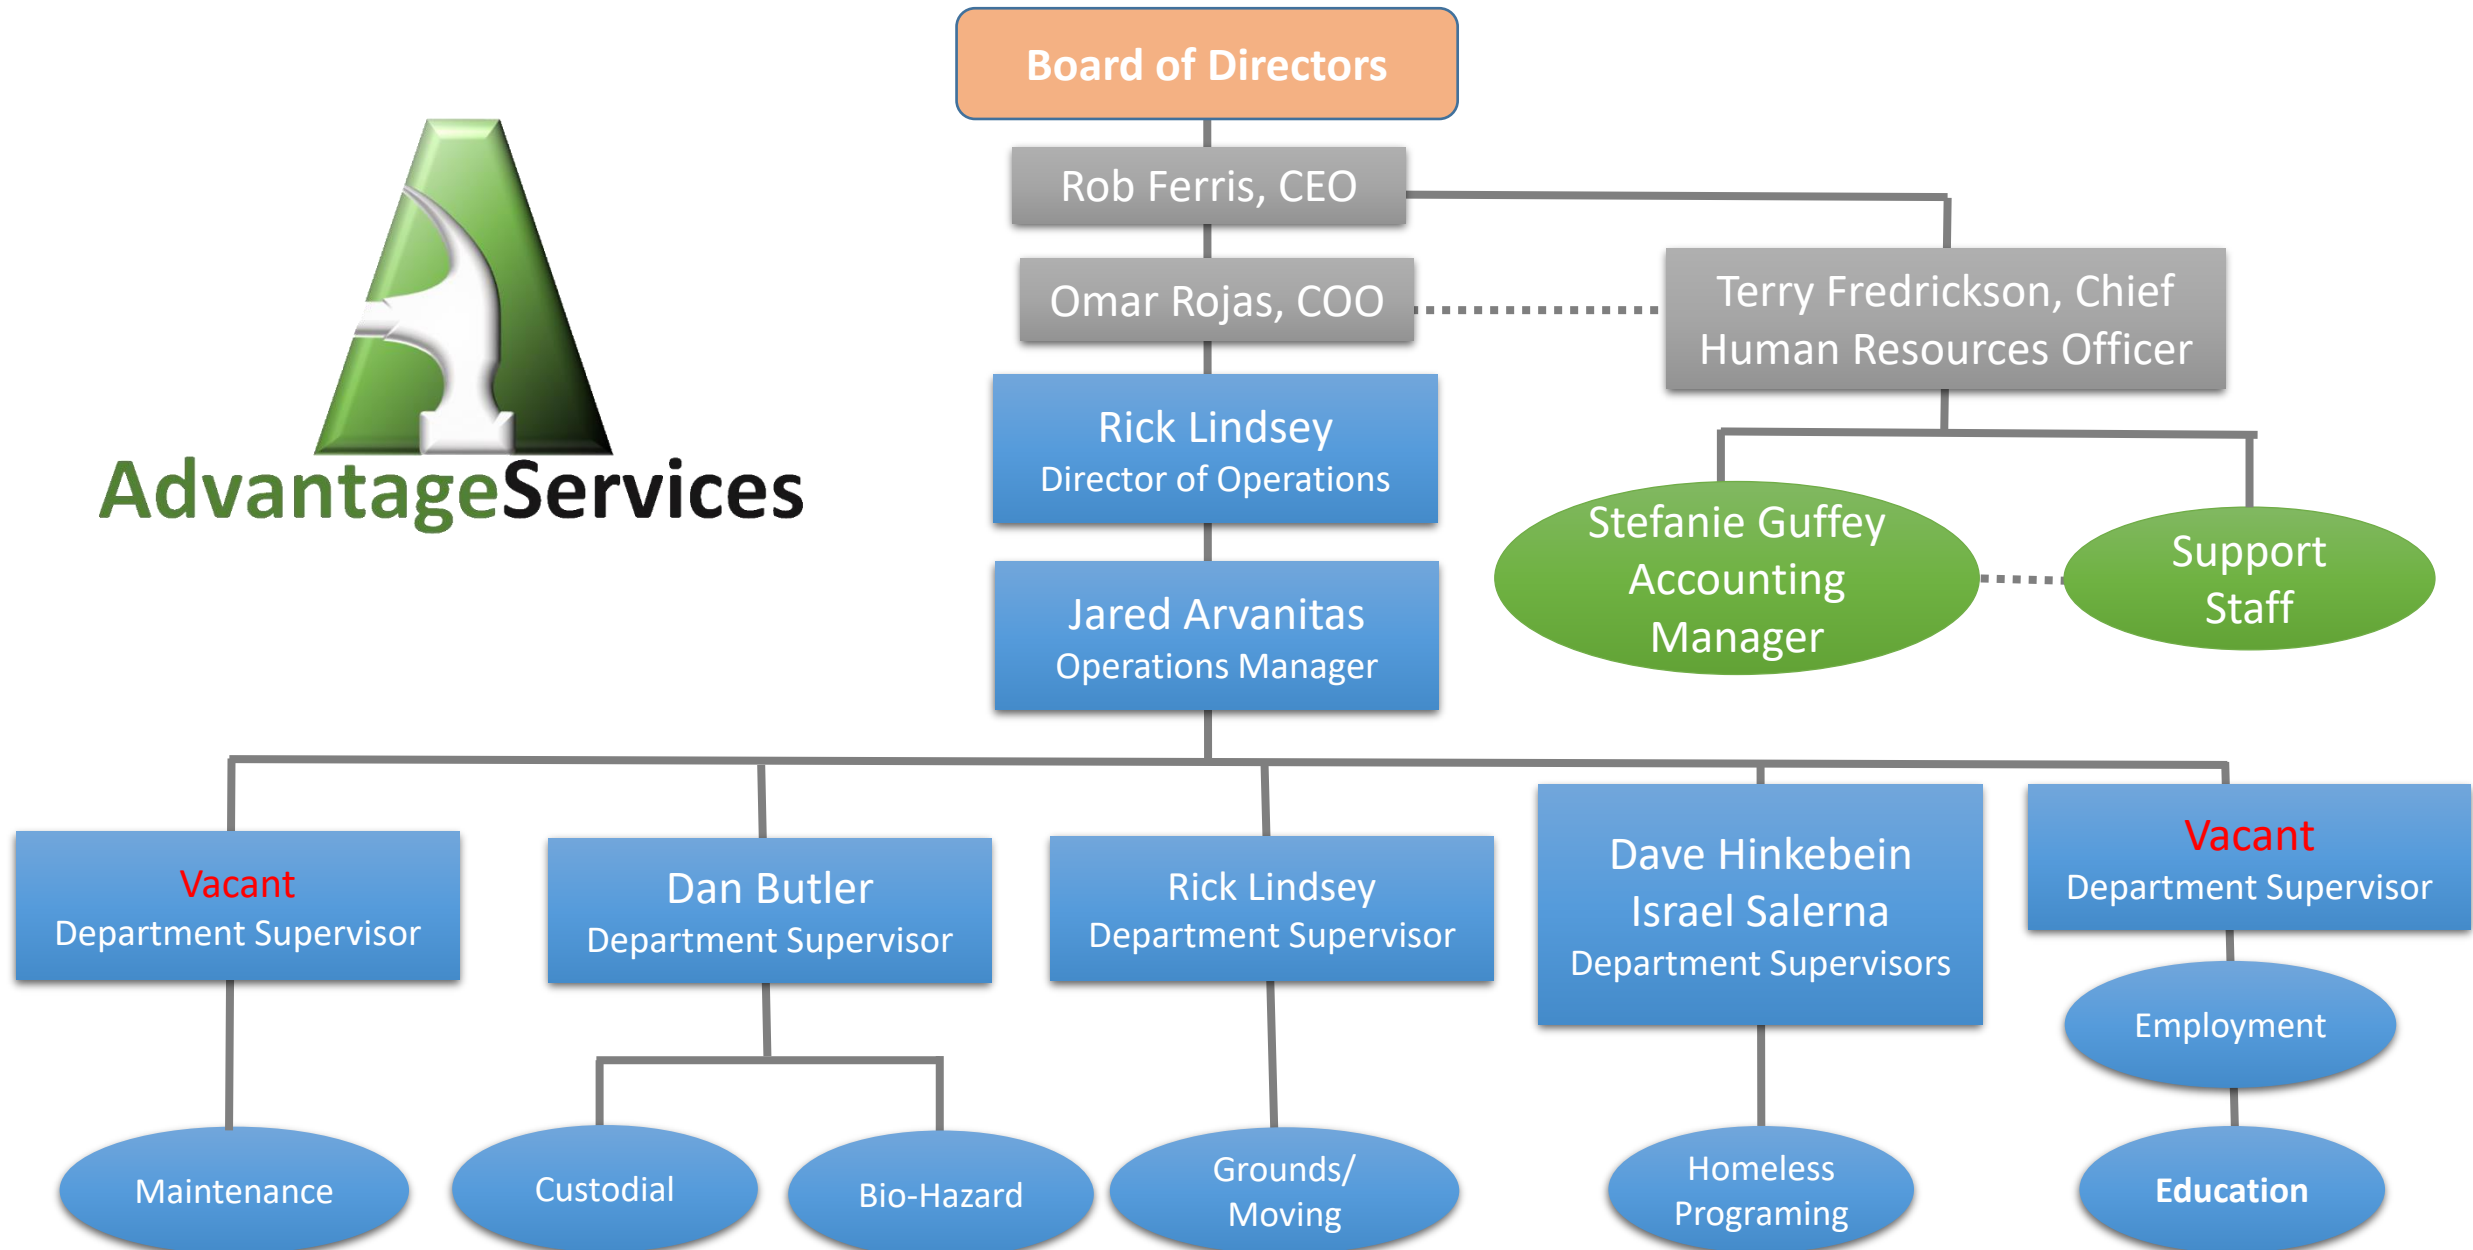 Board of Directors
Rob Ferris, CEO
Omar Rojas, COO
Terry Fredrickson, Chief
Human Resources Officer
AdvantageServices
Rick Lindsey
Director of Operations
Stefanie Guffey
Accounting
Manager
Support
Staff
Jared Arvanitas
Operations Manager
Vacant
Department Supervisor
Dan Butler
Department Supervisor
Rick Lindsey
Department Supervisor
Dave Hinkebein
Israel Salerna
Department Supervisors
Vacant
Department Supervisor
Employment
Maintenance
Custodial
Bio-Hazard
Grounds/
Moving
Homeless
Programing
Education